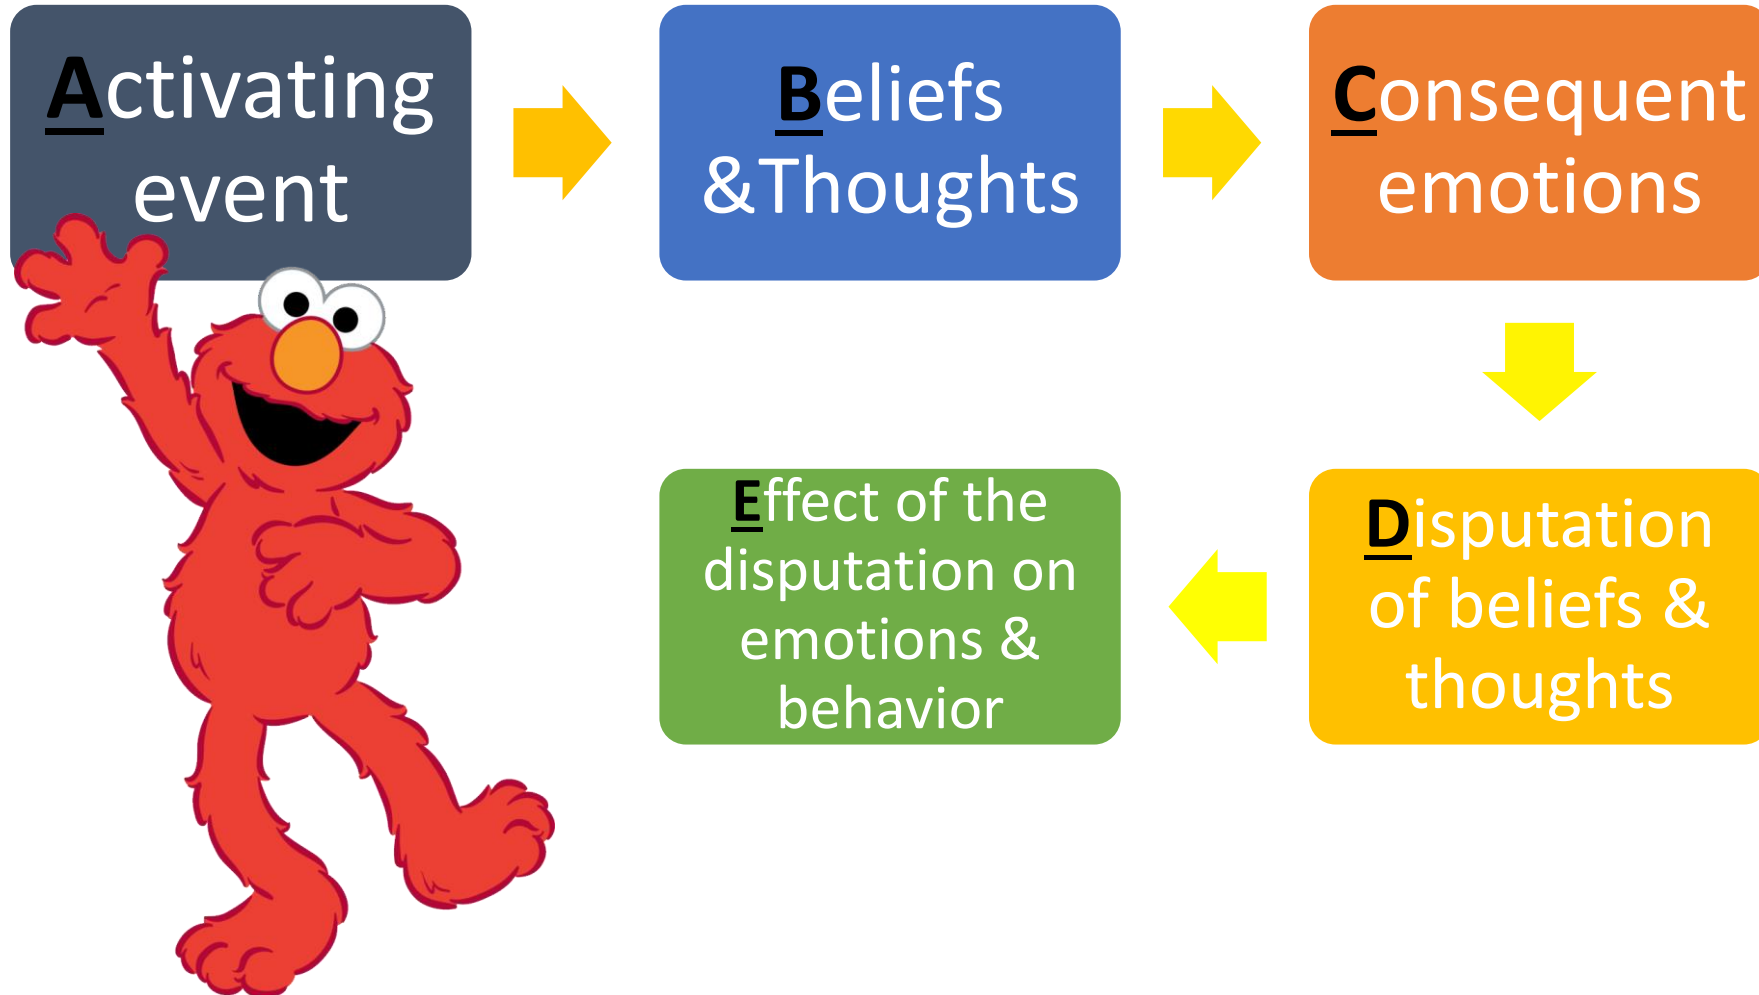 Activating
event
Beliefs
&Thoughts
Consequent
emotions
Disputation
of beliefs &
thoughts
Effect of the
disputation on
emotions &
behavior